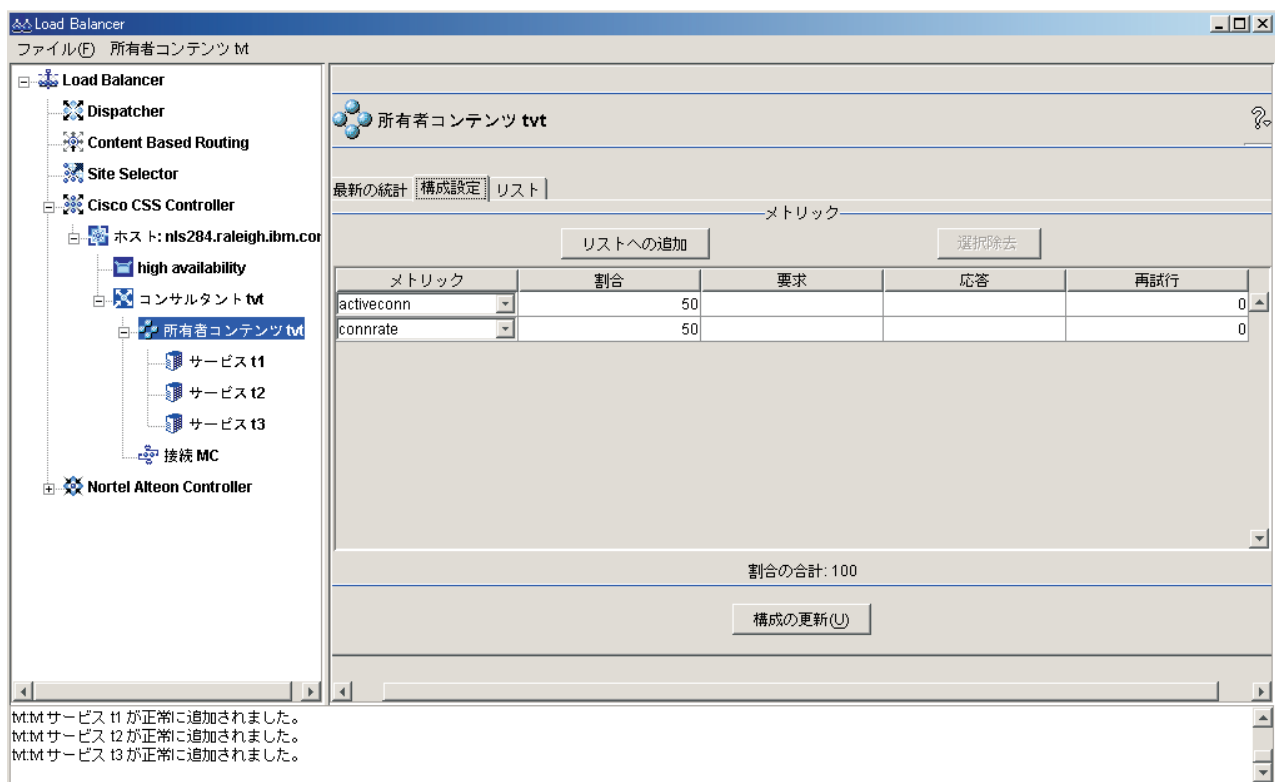 Load Balancer
ファイル(F) 所有者コンテンツ tvt
Load Balancer
Dispatcher
Content Based Routing
Site Selector
Cisco CSS Controller
ホスト: nls284.raleigh.ibm.com
high availability
コンサルタント tvt
所有者コンテンツ tvt
サービス t1
サービス t2
サービス t3
接続 MC
Nortel Alteon Controller
所有者コンテンツ tvt
最新の統計 構成設定 リスト
メトリック
リストへの追加 選択除去
メトリック 割合 要求 応答 再試行
activeconn 50 0
connrate 50 0
割合の合計: 100
構成の更新(U)
tvt:tvt サービス t1 が正常に追加されました。
tvt:tvt サービス t2 が正常に追加されました。
tvt:tvt サービス t3 が正常に追加されました。